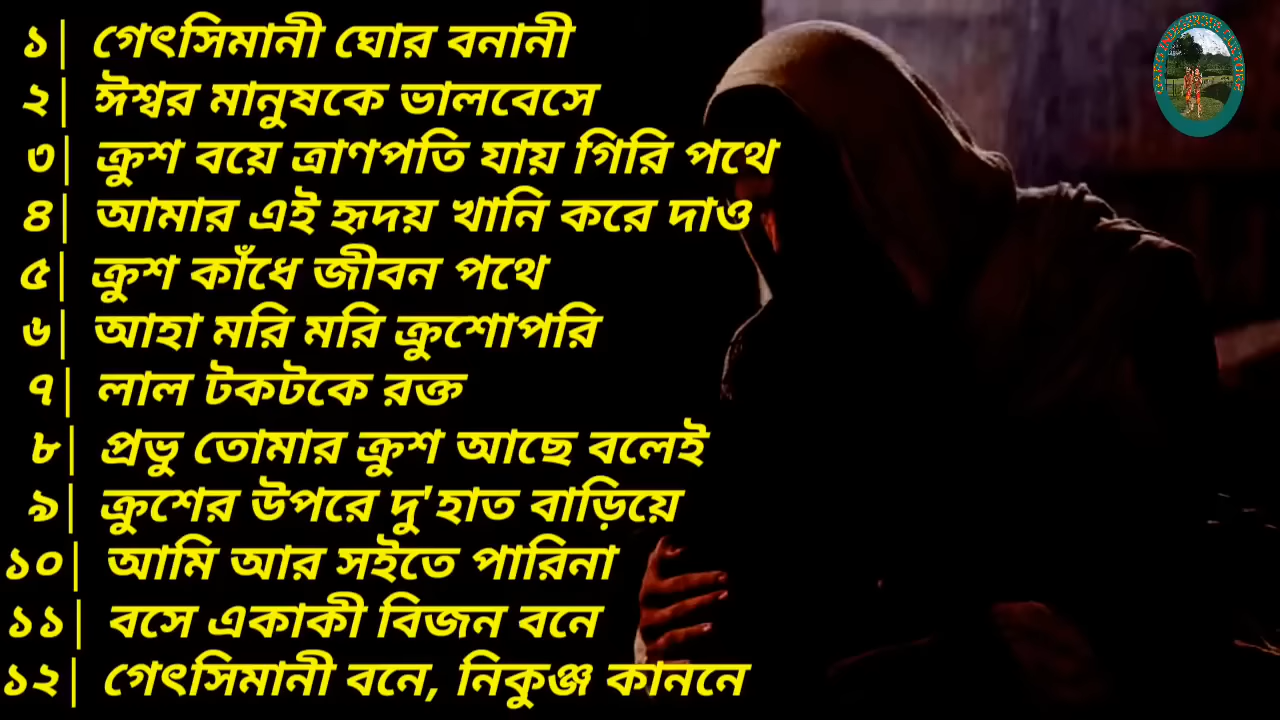 ১| গেৎসিমানী ঘোর বনানী
২| ঈশ্বর মানুষকে ভালবেসে
৩| ক্রুশ বয়ে ত্রাণপতি যায় গিরি পথে
৪| আমার এই হৃদয় খানি করে দাও
৫| ক্রুশ কাঁধে জীবন পথে
৬| আহা মরি মরি ক্রুশোপরি
৭| লাল টকটকে রক্ত
৮| প্রভু তোমার ক্রুশ আছে বলেই
৯| ক্রুশের উপরে দু'হাত বাড়িয়ে
১০| আমি আর সইতে পারিনা
১১| বসে একাকী বিজন বনে
১২| গেৎসিমানী বনে, নিকুঞ্জ কাননে